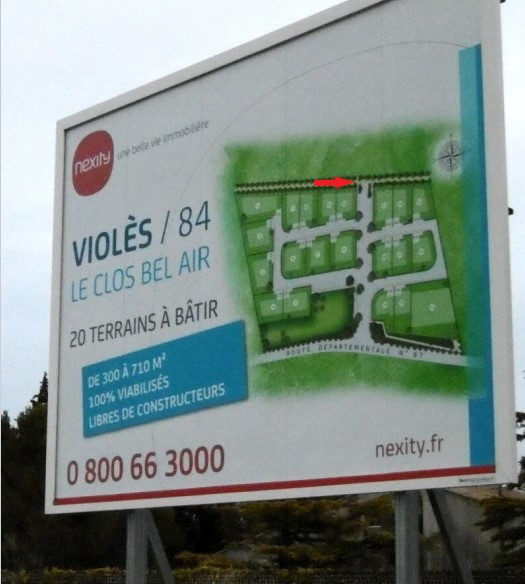 nexity
une belle vie immobilière
VIOLÈS / 84
LE CLOS BEL AIR
20 TERRAINS À BÂTIR
DE 300 À 710 M²
100% VIABILISÉS
LIBRES DE CONSTRUCTEURS
ROUTE DÉPARTEMENTALE N° 67
0 800 66 3000
nexity.fr